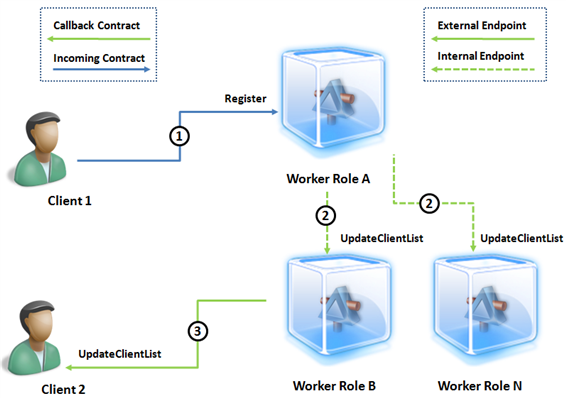 Callback Contract
Incoming Contract
External Endpoint
Internal Endpoint
Register
1
Client 1
Worker Role A
2
2
UpdateClientList
UpdateClientList
3
UpdateClientList
Client 2
Worker Role B
Worker Role N